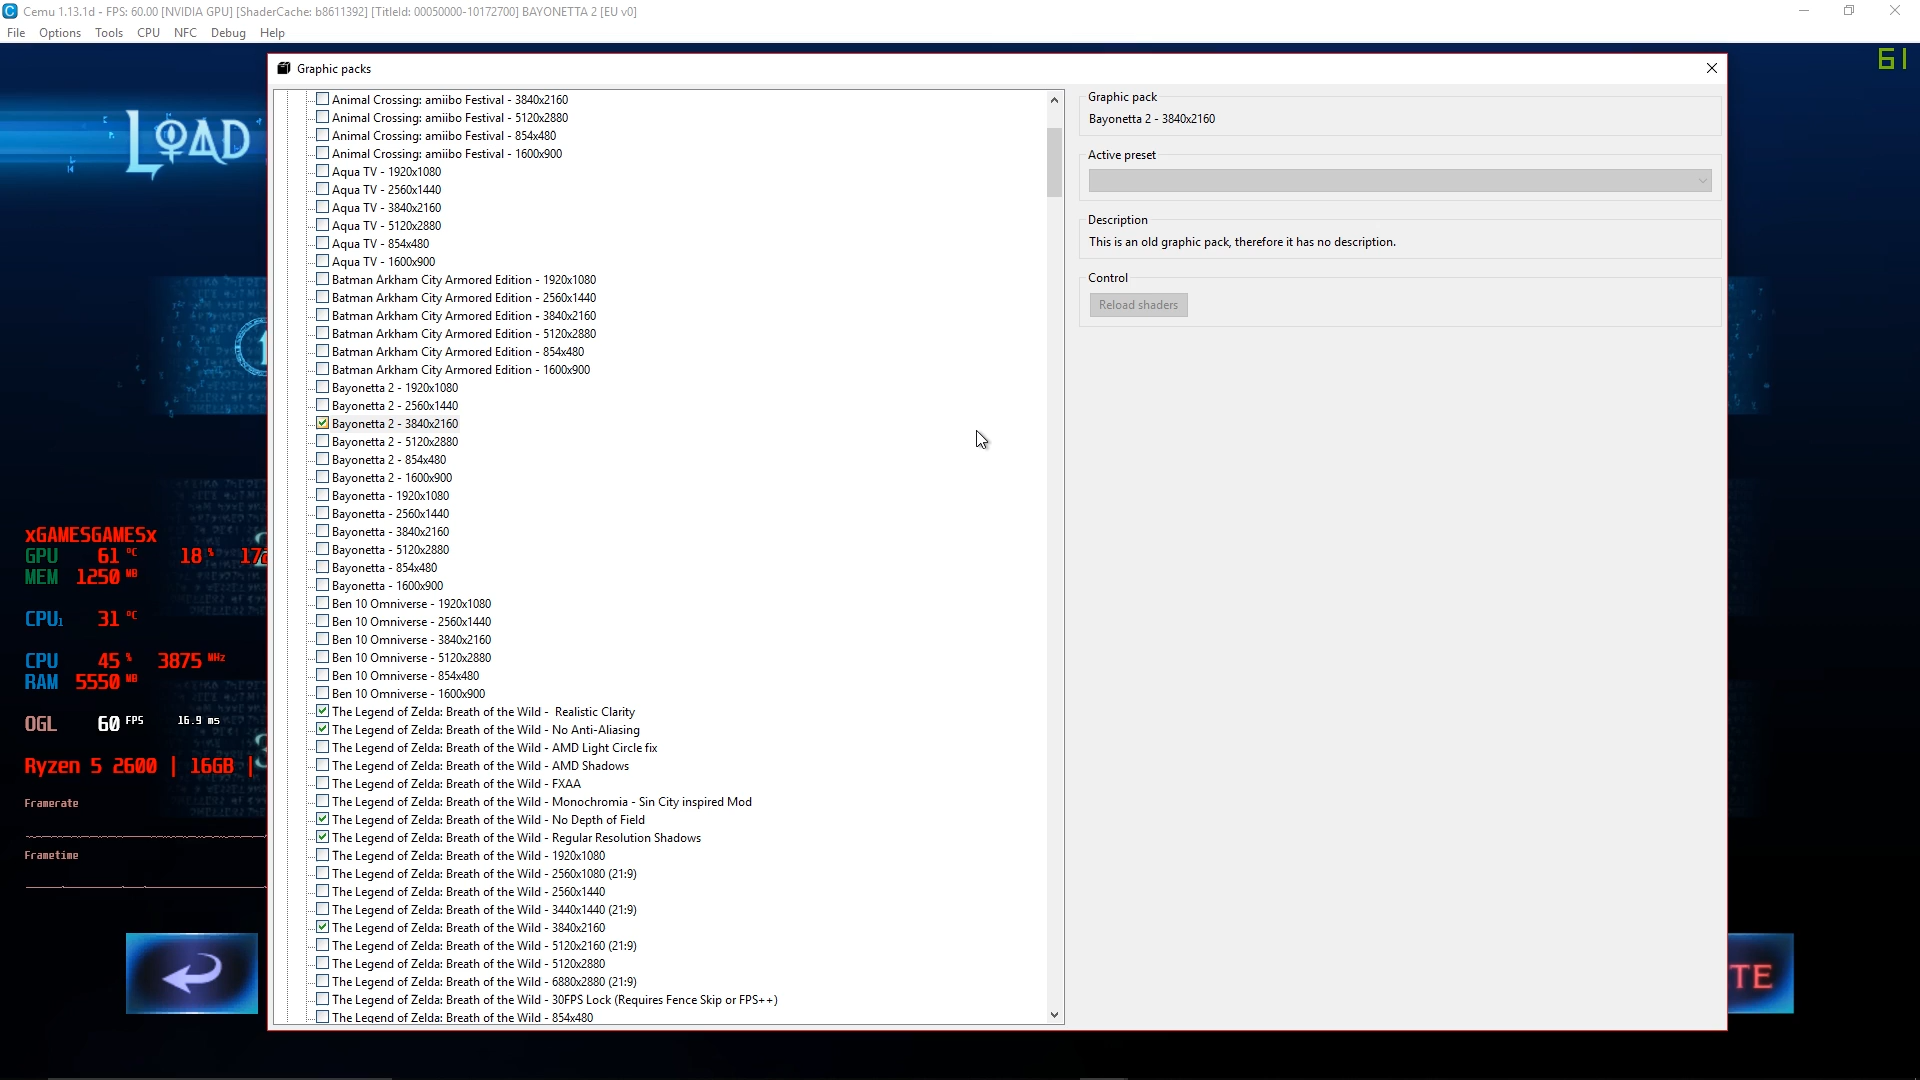 Cemu 1.13.1d - FPS: 60.00 [NVIDIA GPU] [ShaderCache: b8611392] [TitleId: 00050000-10172700] BAYONETTA 2 [EU v0]
File Options Tools CPU NFC Debug Help
61
Graphic packs
LOAD
Animal Crossing: amiibo Festival - 3840x2160
Animal Crossing: amiibo Festival - 5120x2880
Animal Crossing: amiibo Festival - 854x480
Animal Crossing: amiibo Festival - 1600x900
Aqua TV - 1920x1080
Aqua TV - 2560x1440
Aqua TV - 3840x2160
Aqua TV - 5120x2880
Aqua TV - 854x480
Aqua TV - 1600x900
Batman Arkham City Armored Edition - 1920x1080
Batman Arkham City Armored Edition - 2560x1440
Batman Arkham City Armored Edition - 3840x2160
Batman Arkham City Armored Edition - 5120x2880
Batman Arkham City Armored Edition - 854x480
Batman Arkham City Armored Edition - 1600x900
Bayonetta 2 - 1920x1080
Bayonetta 2 - 2560x1440
Bayonetta 2 - 3840x2160
Bayonetta 2 - 5120x2880
Bayonetta 2 - 854x480
Bayonetta 2 - 1600x900
Bayonetta - 1920x1080
Bayonetta - 2560x1440
Bayonetta - 3840x2160
Bayonetta - 5120x2880
Bayonetta - 854x480
Bayonetta - 1600x900
Ben 10 Omniverse - 1920x1080
Ben 10 Omniverse - 2560x1440
Ben 10 Omniverse - 3840x2160
Ben 10 Omniverse - 5120x2880
Ben 10 Omniverse - 854x480
Ben 10 Omniverse - 1600x900
The Legend of Zelda: Breath of the Wild - Realistic Clarity
The Legend of Zelda: Breath of the Wild - No Anti-Aliasing
The Legend of Zelda: Breath of the Wild - AMD Light Circle fix
The Legend of Zelda: Breath of the Wild - AMD Shadows
The Legend of Zelda: Breath of the Wild - FXAA
The Legend of Zelda: Breath of the Wild - Monochromia - Sin City inspired Mod
The Legend of Zelda: Breath of the Wild - No Depth of Field
The Legend of Zelda: Breath of the Wild - Regular Resolution Shadows
The Legend of Zelda: Breath of the Wild - 1920x1080
The Legend of Zelda: Breath of the Wild - 2560x1080 (21:9)
The Legend of Zelda: Breath of the Wild - 2560x1440
The Legend of Zelda: Breath of the Wild - 3440x1440 (21:9)
The Legend of Zelda: Breath of the Wild - 3840x2160
The Legend of Zelda: Breath of the Wild - 5120x2160 (21:9)
The Legend of Zelda: Breath of the Wild - 5120x2880
The Legend of Zelda: Breath of the Wild - 6880x2880 (21:9)
The Legend of Zelda: Breath of the Wild - 30FPS Lock (Requires Fence Skip or FPS++)
The Legend of Zelda: Breath of the Wild - 854x480
Graphic pack
Bayonetta 2 - 3840x2160
Active preset
Description
This is an old graphic pack, therefore it has no description.
Control
Reload shaders
xGAMESGAMESx
GPU 61 °C 18 % 172
MEM 1250 MB
CPU1 31 °C
CPU 45 % 3875 MHz
RAM 5550 MB
OGL 60 FPS 16.9 ms
Ryzen 5 2600 | 16GB |
Framerate
Frametime
TE